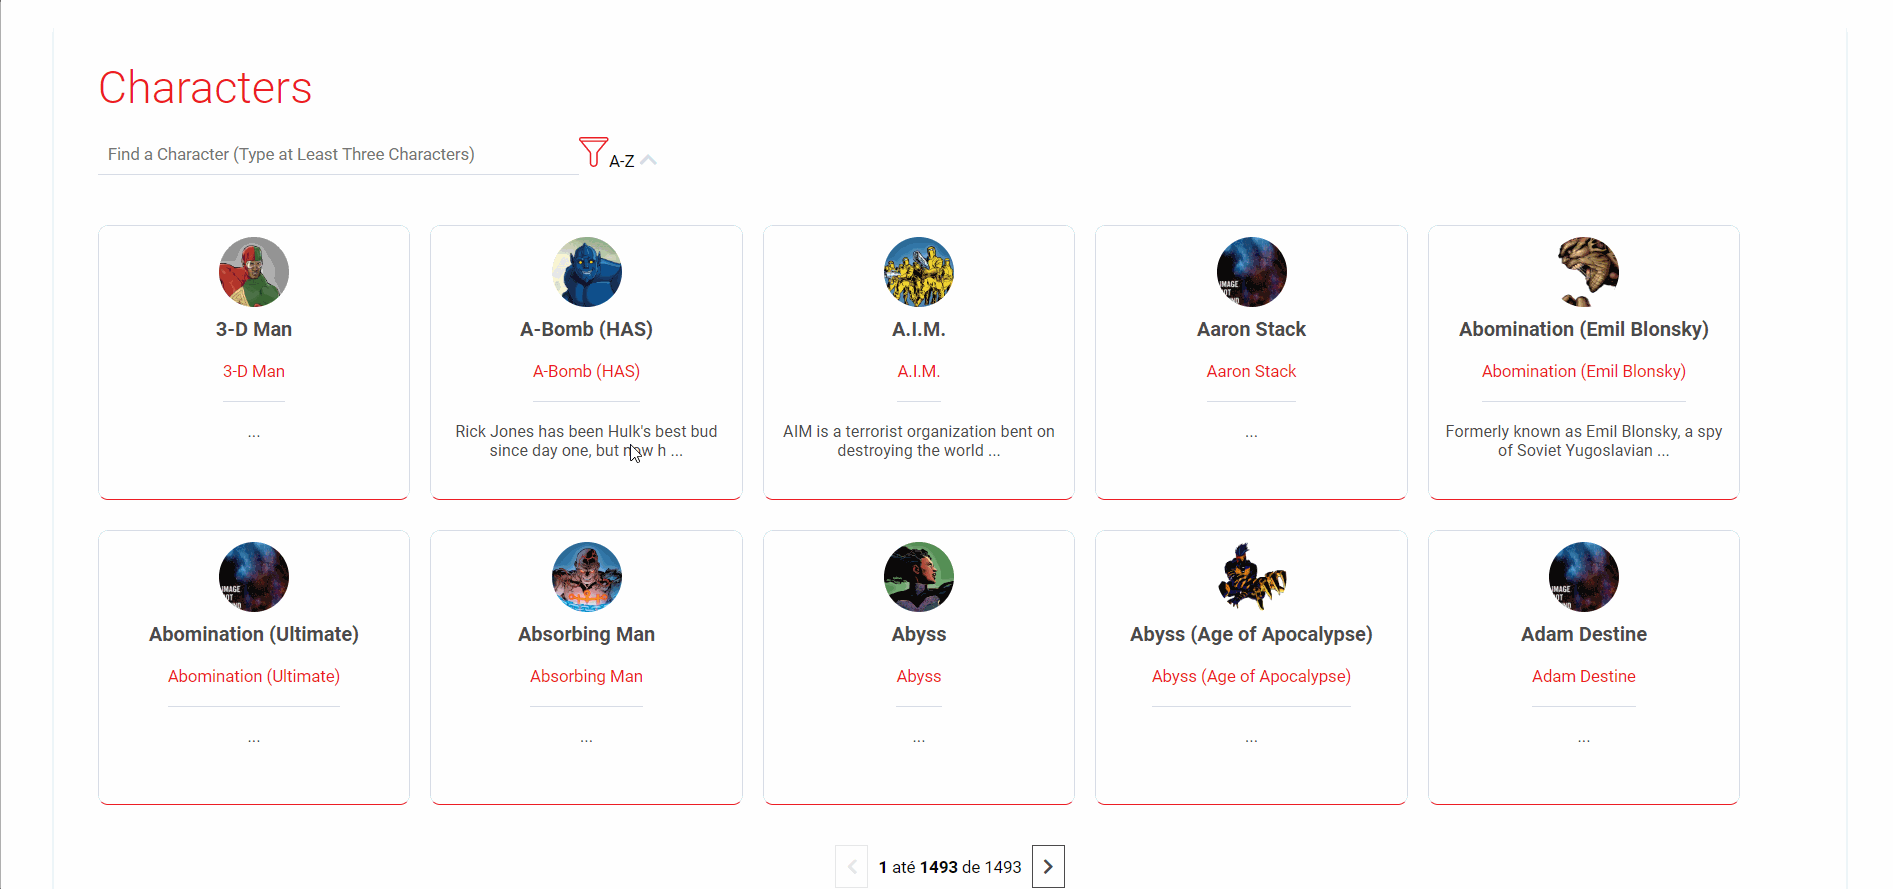 Characters
Find a Character (Type at Least Three Characters)
A-Z
3-D Man
3-D Man
...
A-Bomb (HAS)
A-Bomb (HAS)
Rick Jones has been Hulk's best bud
since day one, but now h ...
A.I.M.
A.I.M.
AIM is a terrorist organization bent on
destroying the world ...
IMAGE
Aaron Stack
Aaron Stack
...
Abomination (Emil Blonsky)
Abomination (Emil Blonsky)
Formerly known as Emil Blonsky, a spy
of Soviet Yugoslavian ...
IMAGE
Abomination (Ultimate)
Abomination (Ultimate)
...
Absorbing Man
Absorbing Man
...
Abyss
Abyss
...
Abyss (Age of Apocalypse)
Abyss (Age of Apocalypse)
...
IMAGE
Adam Destine
Adam Destine
...
1 até 1493 de 1493